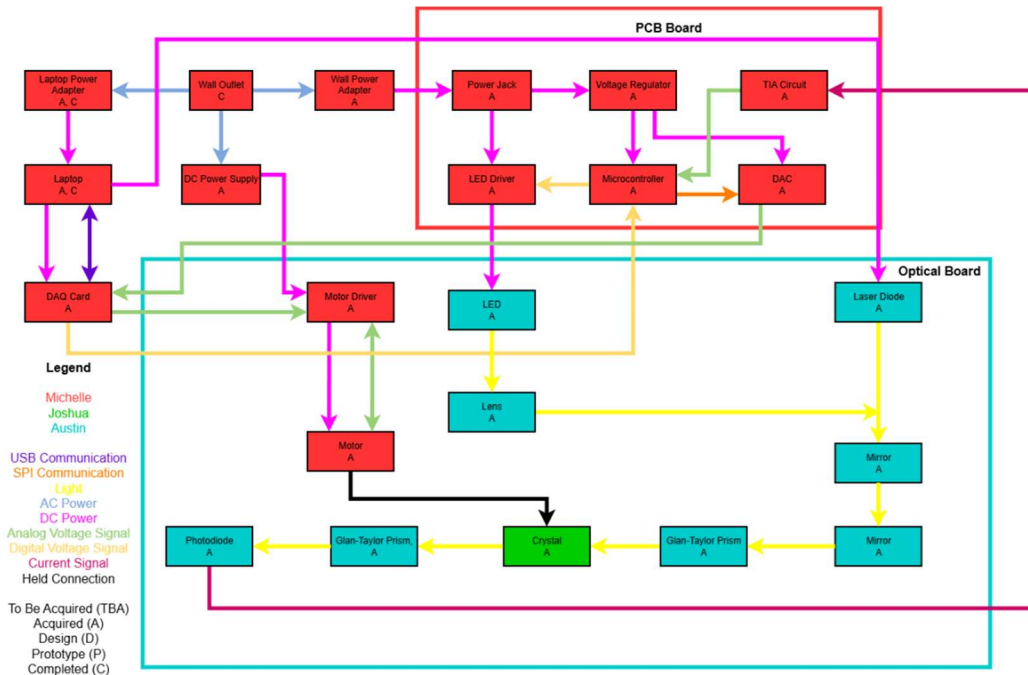 PCB Board
Laptop Power
Adapter
A, C
Wall Outlet
C
Wall Power
Adapter
A
Power Jack
A
Voltage Regulator
A
TIA Circuit
A
Laptop
A, C
DC Power Supply
A
LED Driver
A
Microcontroller
A
DAC
A
Optical Board
DAQ Card
A
Motor Driver
A
LED
A
Laser Diode
A
Lens
A
Motor
A
Mirror
A
Photodiode
A
Glan-Taylor Prism,
A
Crystal
A
Glan-Taylor Prism
A
Mirror
A
Legend
Michelle
Joshua
Austin
USB Communication
SPI Communication
Light
AC Power
DC Power
Analog Voltage Signal
Digital Voltage Signal
Current Signal
Held Connection
To Be Acquired (TBA)
Acquired (A)
Design (D)
Prototype (P)
Completed (C)